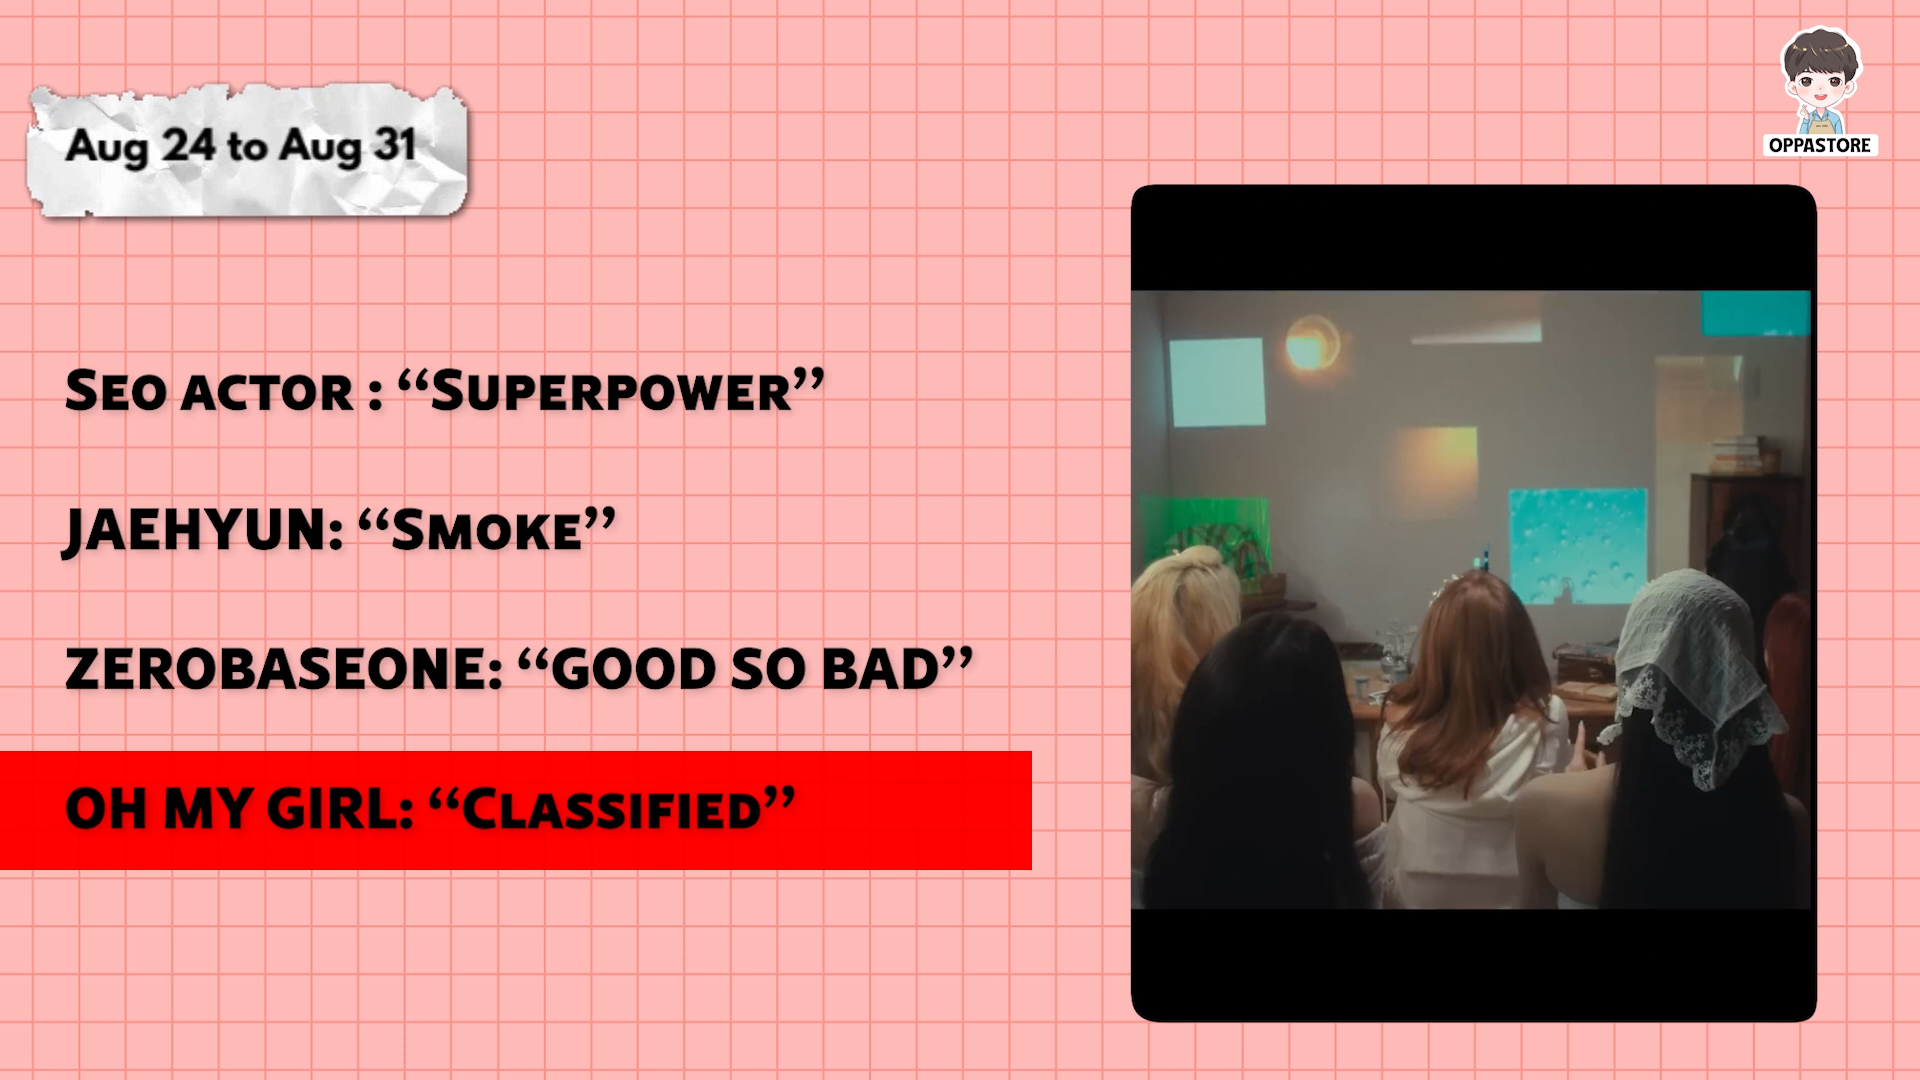 Aug 24 to Aug 31
OPPASTORE
Seo actor : “Superpower”
JAEHYUN: “Smoke”
ZEROBASEONE: “GOOD SO BAD”
OH MY GIRL: “Classified”